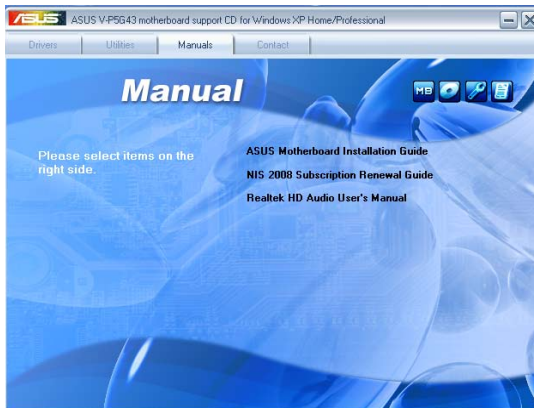 ASUS ASUS V-P5G43 motherboard support CD for Windows XP Home/Professional
Drivers Utilities Manuals Contact
Manual
MB
Please select items on the
right side.
ASUS Motherboard Installation Guide
NIS 2008 Subscription Renewal Guide
Realtek HD Audio User's Manual